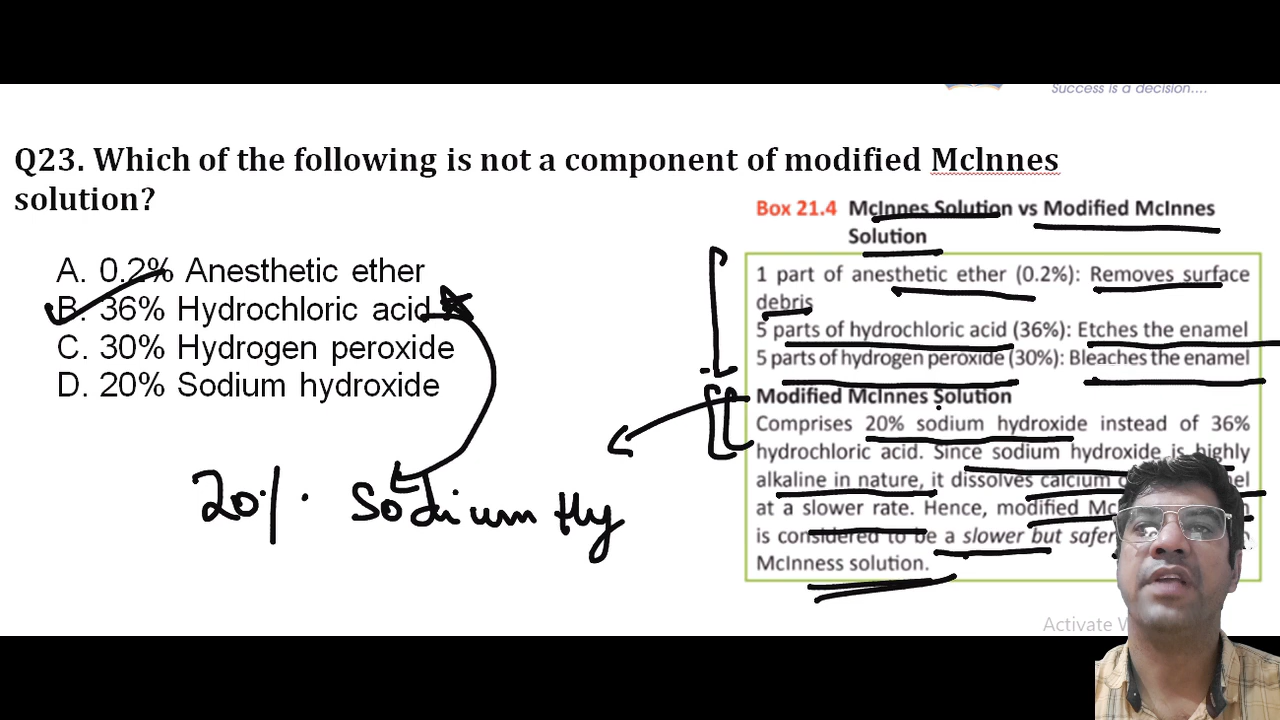 Success is a decision....
Q23. Which of the following is not a component of modified McInnes
solution?
A. 0.2% Anesthetic ether
B. 36% Hydrochloric acid
C. 30% Hydrogen peroxide
D. 20% Sodium hydroxide
20% Sodium Hy
Box 21.4 McInnes Solution vs Modified McInnes
Solution
1 part of anesthetic ether (0.2%): Removes surface
debris
5 parts of hydrochloric acid (36%): Etches the enamel
5 parts of hydrogen peroxide (30%): Bleaches the enamel
Modified McInnes Solution
Comprises 20% sodium hydroxide instead of 36%
hydrochloric acid. Since sodium hydroxide is highly
alkaline in nature, it dissolves calcium
at a slower rate. Hence, modified
is considered to be a slower but safer
McInness solution.
Activate